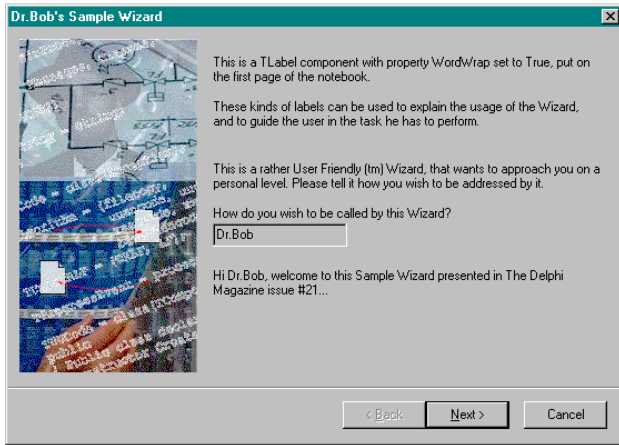 Dr.Bob's Sample Wizard
This is a TLabel component with property WordWrap set to True, put on
the first page of the notebook.
These kinds of labels can be used to explain the usage of the Wizard,
and to guide the user in the task he has to perform.
This is a rather User Friendly (tm) Wizard, that wants to approach you on a
personal level. Please tell it how you wish to be addressed by it.
How do you wish to be called by this Wizard?
Dr.Bob
Hi Dr.Bob, welcome to this Sample Wizard presented in The Delphi
Magazine issue #21...
< Back
Next >
Cancel